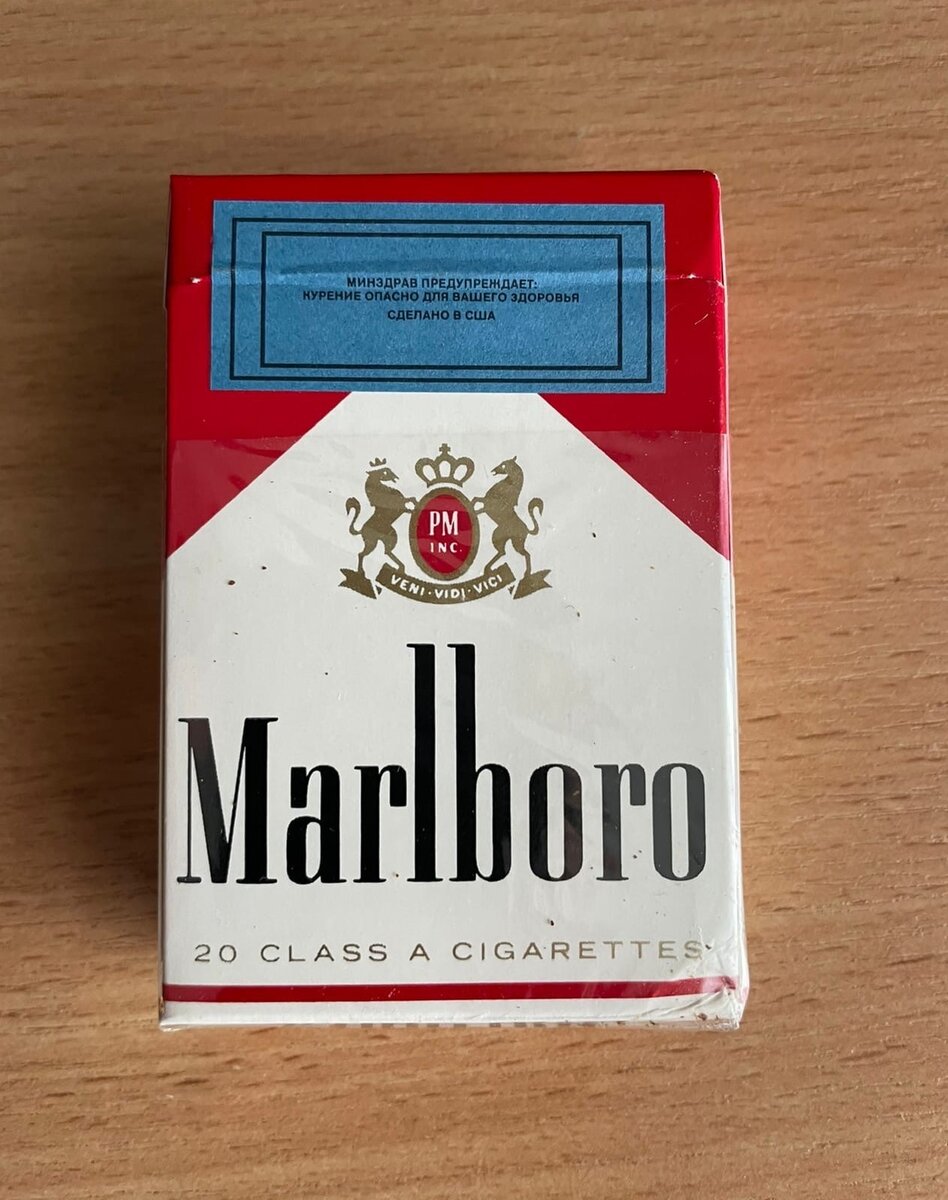 МИНЗДРАВ ПРЕДУПРЕЖДАЕТ:
КУРЕНИЕ ОПАСНО ДЛЯ ВАШЕГО ЗДОРОВЬЯ
СДЕЛАНО В США
PM
INC.
VENI·VIDI·VICI
Marlboro
20 CLASS A CIGARETTES